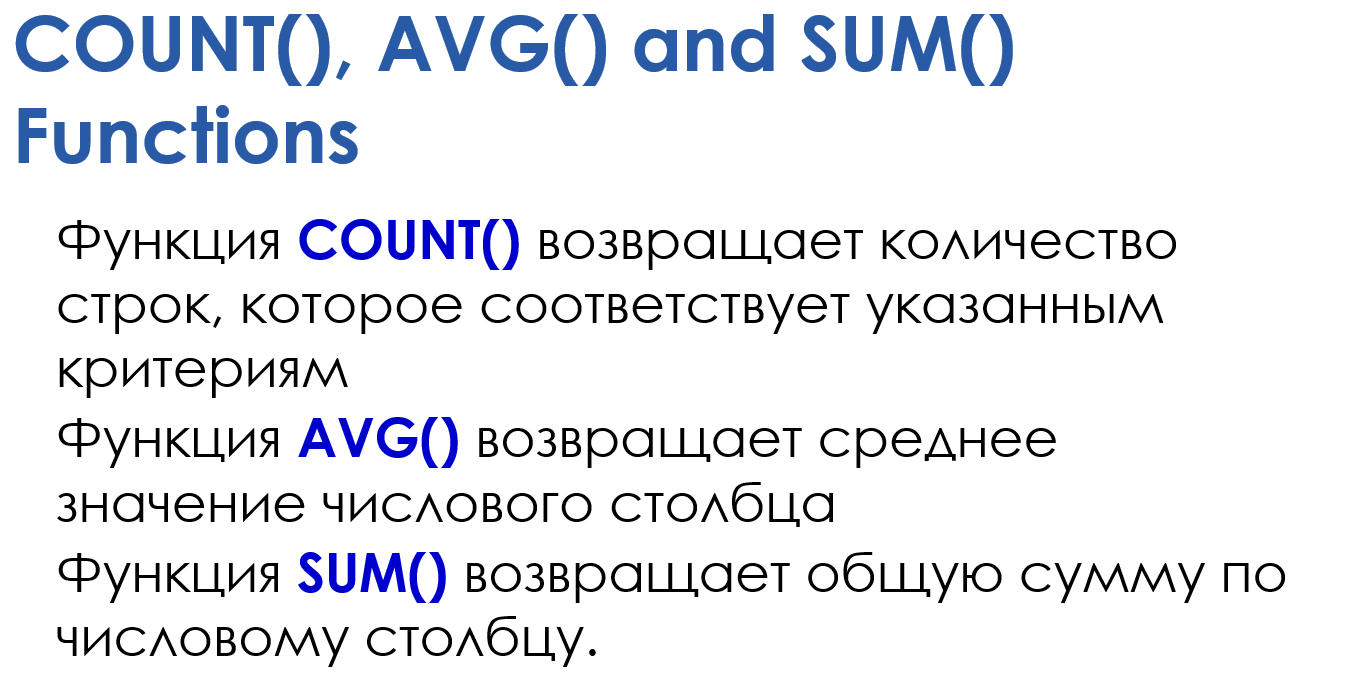 COUNT(), AVG() and SUM()
Functions
Функция COUNT() возвращает количество
строк, которое соответствует указанным
критериям
Функция AVG() возвращает среднее
значение числового столбца
Функция SUM() возвращает общую сумму по
числовому столбцу.